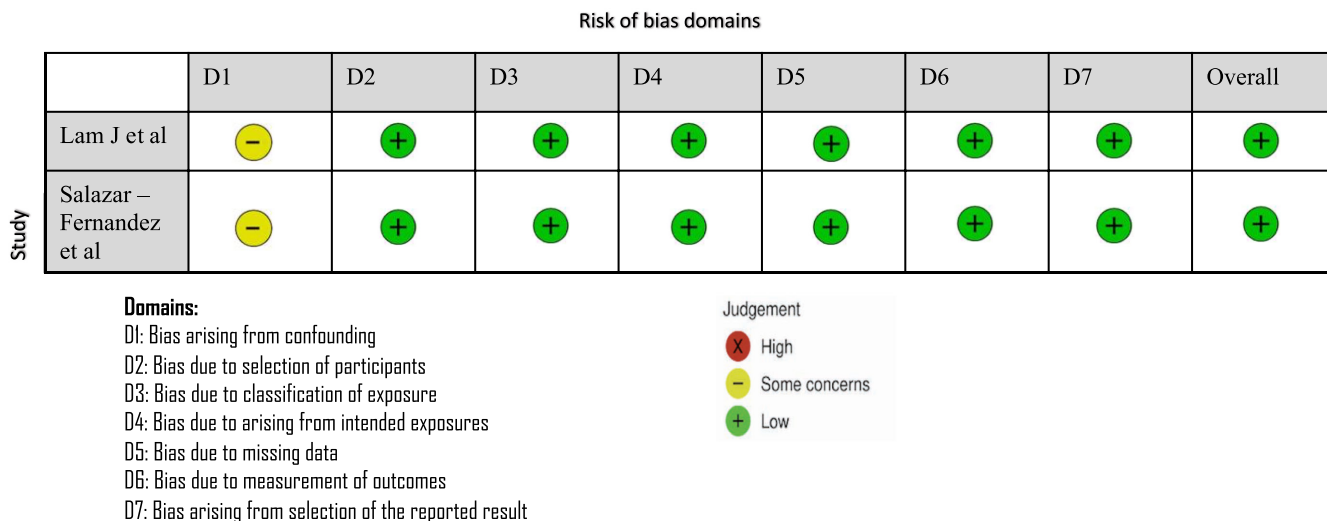 Risk of bias domains
D1 D2 D3 D4 D5 D6 D7 Overall
Lam J et al - + + + + + + +
Salazar –
Fernandez
et al - + + + + + + +
Study
Domains:
D1: Bias arising from confounding
D2: Bias due to selection of participants
D3: Bias due to classification of exposure
D4: Bias due to arising from intended exposures
D5: Bias due to missing data
D6: Bias due to measurement of outcomes
D7: Bias arising from selection of the reported result
Judgement
X High
- Some concerns
+ Low